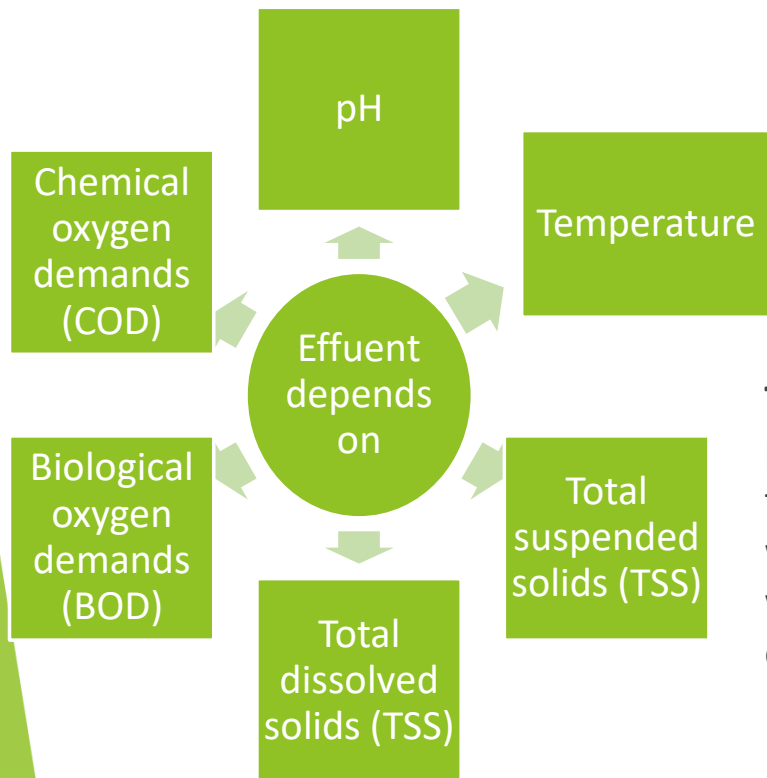 pH
Chemical
oxygen
demands
(COD)
Temperature
Effuent
depends
on
Biological
oxygen
demands
(BOD)
Total
suspended
solids (TSS)
Total
dissolved
solids (TSS)